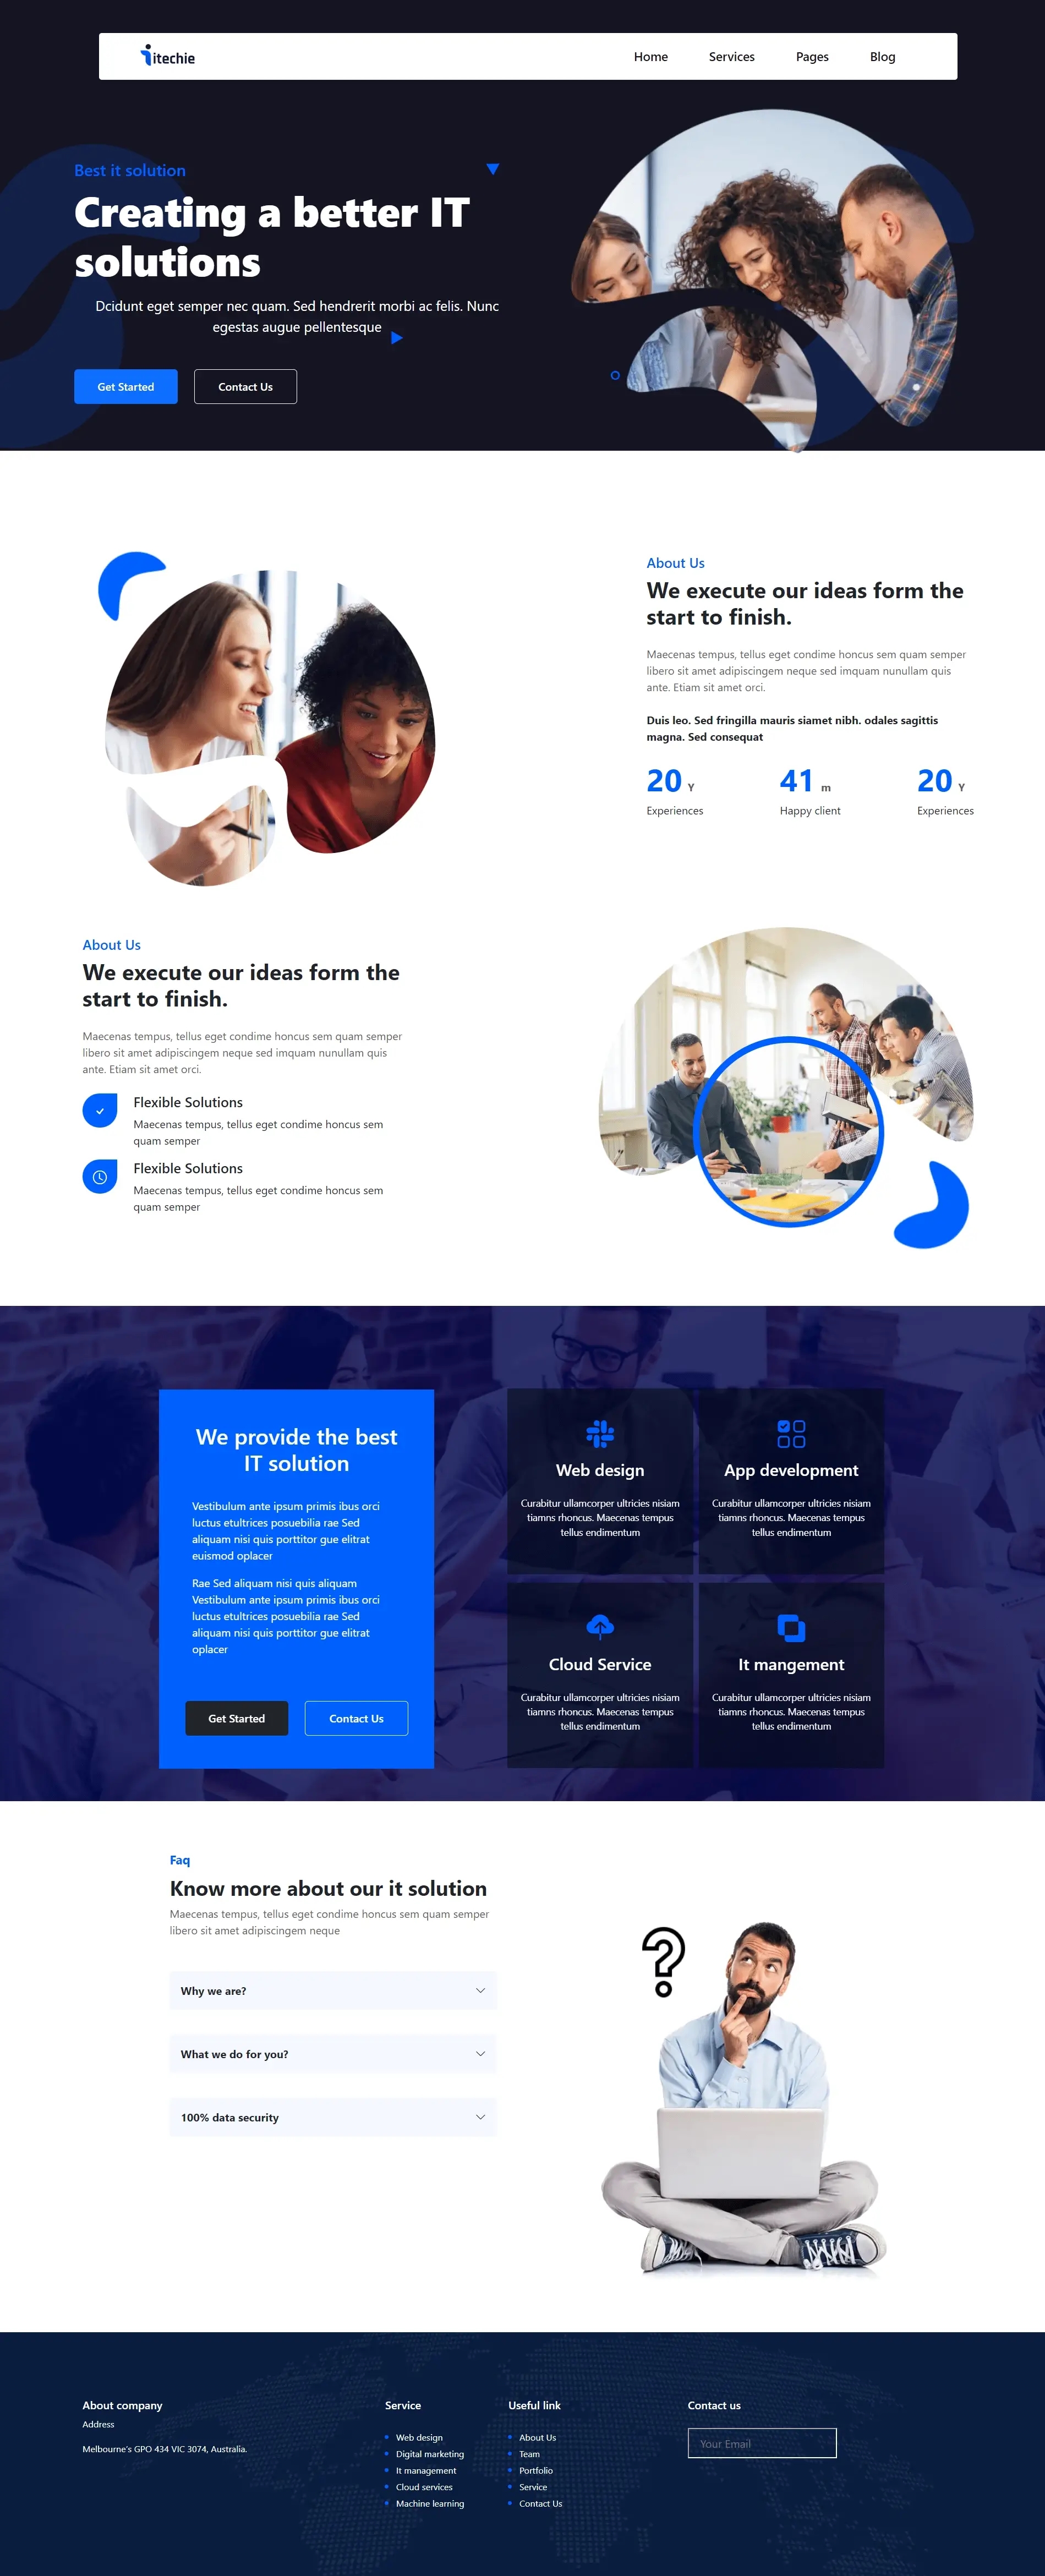 itechie
Home
Services
Pages
Blog
Best it solution
Creating a better IT
solutions
Dcidunt eget semper nec quam. Sed hendrerit morbi ac felis. Nunc
egestas augue pellentesque
Get Started
Contact Us
About Us
We execute our ideas form the
start to finish.
Maecenas tempus, tellus eget condime honcus sem quam semper
libero sit amet adipiscingem neque sed imquam nunullam quis
ante. Etiam sit amet orci.
Duis leo. Sed fringilla mauris siamet nibh. odales sagittis
magna. Sed consequat
20 Y
Experiences
41 m
Happy client
20 Y
Experiences
About Us
We execute our ideas form the
start to finish.
Maecenas tempus, tellus eget condime honcus sem quam semper
libero sit amet adipiscingem neque sed imquam nunullam quis
ante. Etiam sit amet orci.
Flexible Solutions
Maecenas tempus, tellus eget condime honcus sem
quam semper
Flexible Solutions
Maecenas tempus, tellus eget condime honcus sem
quam semper
We provide the best
IT solution
Vestibulum ante ipsum primis ibus orci
luctus etultrices posuebilia rae Sed
aliquam nisi quis porttitor gue elitrat
euismod oplacer
Rae Sed aliquam nisi quis aliquam
Vestibulum ante ipsum primis ibus orci
luctus etultrices posuebilia rae Sed
aliquam nisi quis porttitor gue elitrat
oplacer
Get Started
Contact Us
Web design
Curabitur ullamcorper ultricies nisiam
tiamns rhoncus. Maecenas tempus
tellus endimentum
App development
Curabitur ullamcorper ultricies nisiam
tiamns rhoncus. Maecenas tempus
tellus endimentum
Cloud Service
Curabitur ullamcorper ultricies nisiam
tiamns rhoncus. Maecenas tempus
tellus endimentum
It mangement
Curabitur ullamcorper ultricies nisiam
tiamns rhoncus. Maecenas tempus
tellus endimentum
Faq
Know more about our it solution
Maecenas tempus, tellus eget condime honcus sem quam semper
libero sit amet adipiscingem neque
Why we are?
What we do for you?
100% data security
?
About company
Address
Melbourne's GPO 434 VIC 3074, Australia.
Service
Web design
Digital marketing
It management
Cloud services
Machine learning
Useful link
About Us
Team
Portfolio
Service
Contact Us
Contact us
Your Email